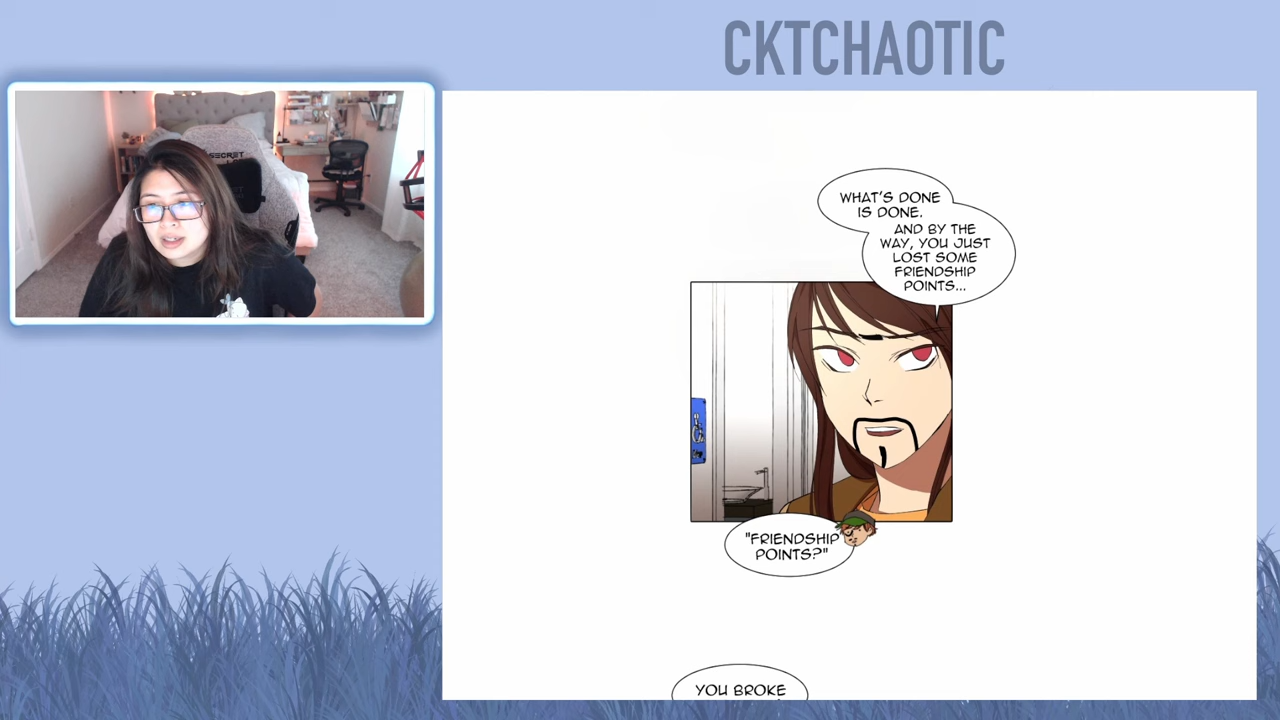 CKTCHAOTIC
SECRET
WHAT'S DONE
IS DONE.
AND BY THE
WAY, YOU JUST
LOST SOME
FRIENDSHIP
POINTS...
"FRIENDSHIP
POINTS?"
YOU BROKE